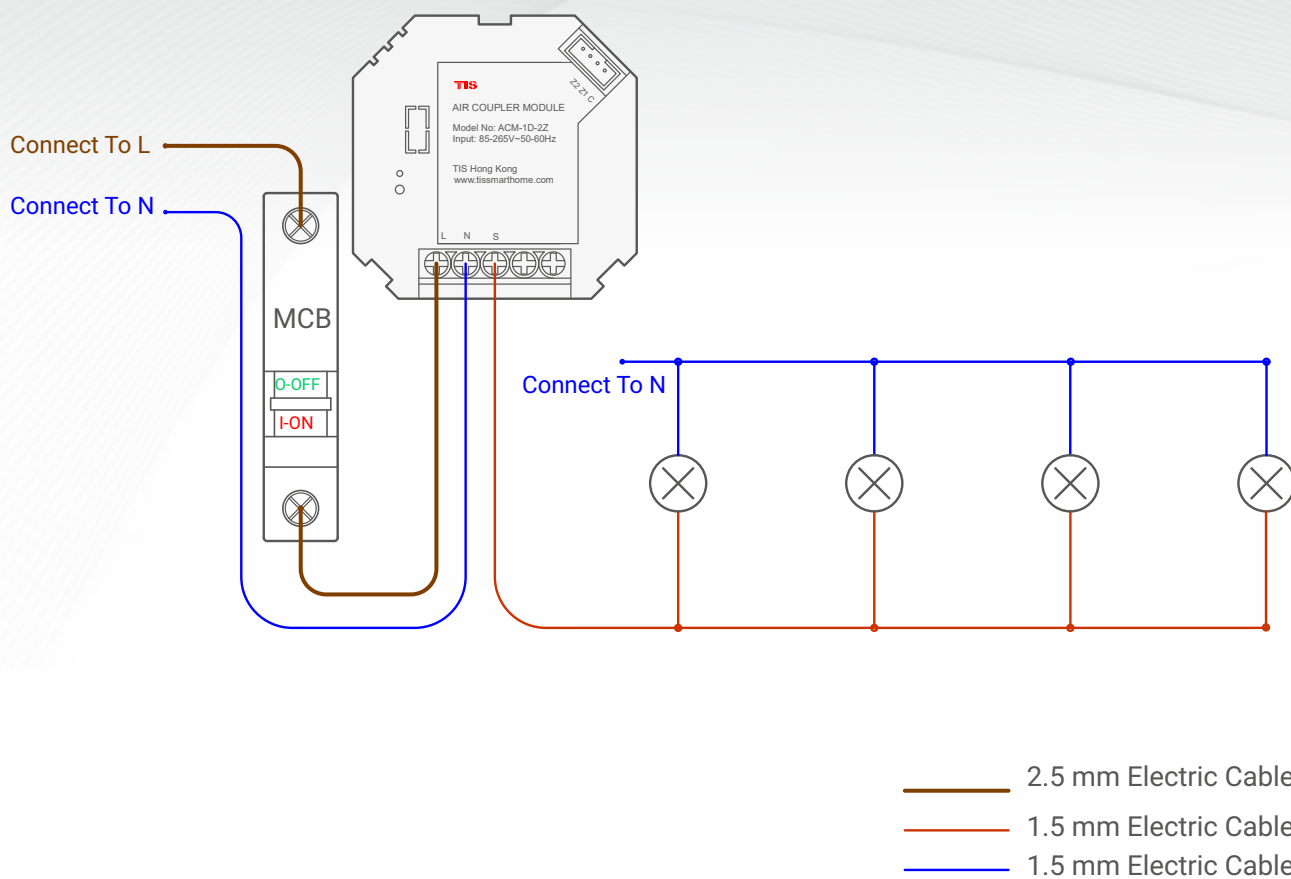 TIS
Z2 Z1 C
AIR COUPLER MODULE
Model No: ACM-1D-2Z
Input: 85-265V~50-60Hz
TIS Hong Kong
www.tissmarthome.com
L N S
Connect To L
Connect To N
MCB
O-OFF
I-ON
Connect To N
2.5 mm Electric Cable
1.5 mm Electric Cable
1.5 mm Electric Cable